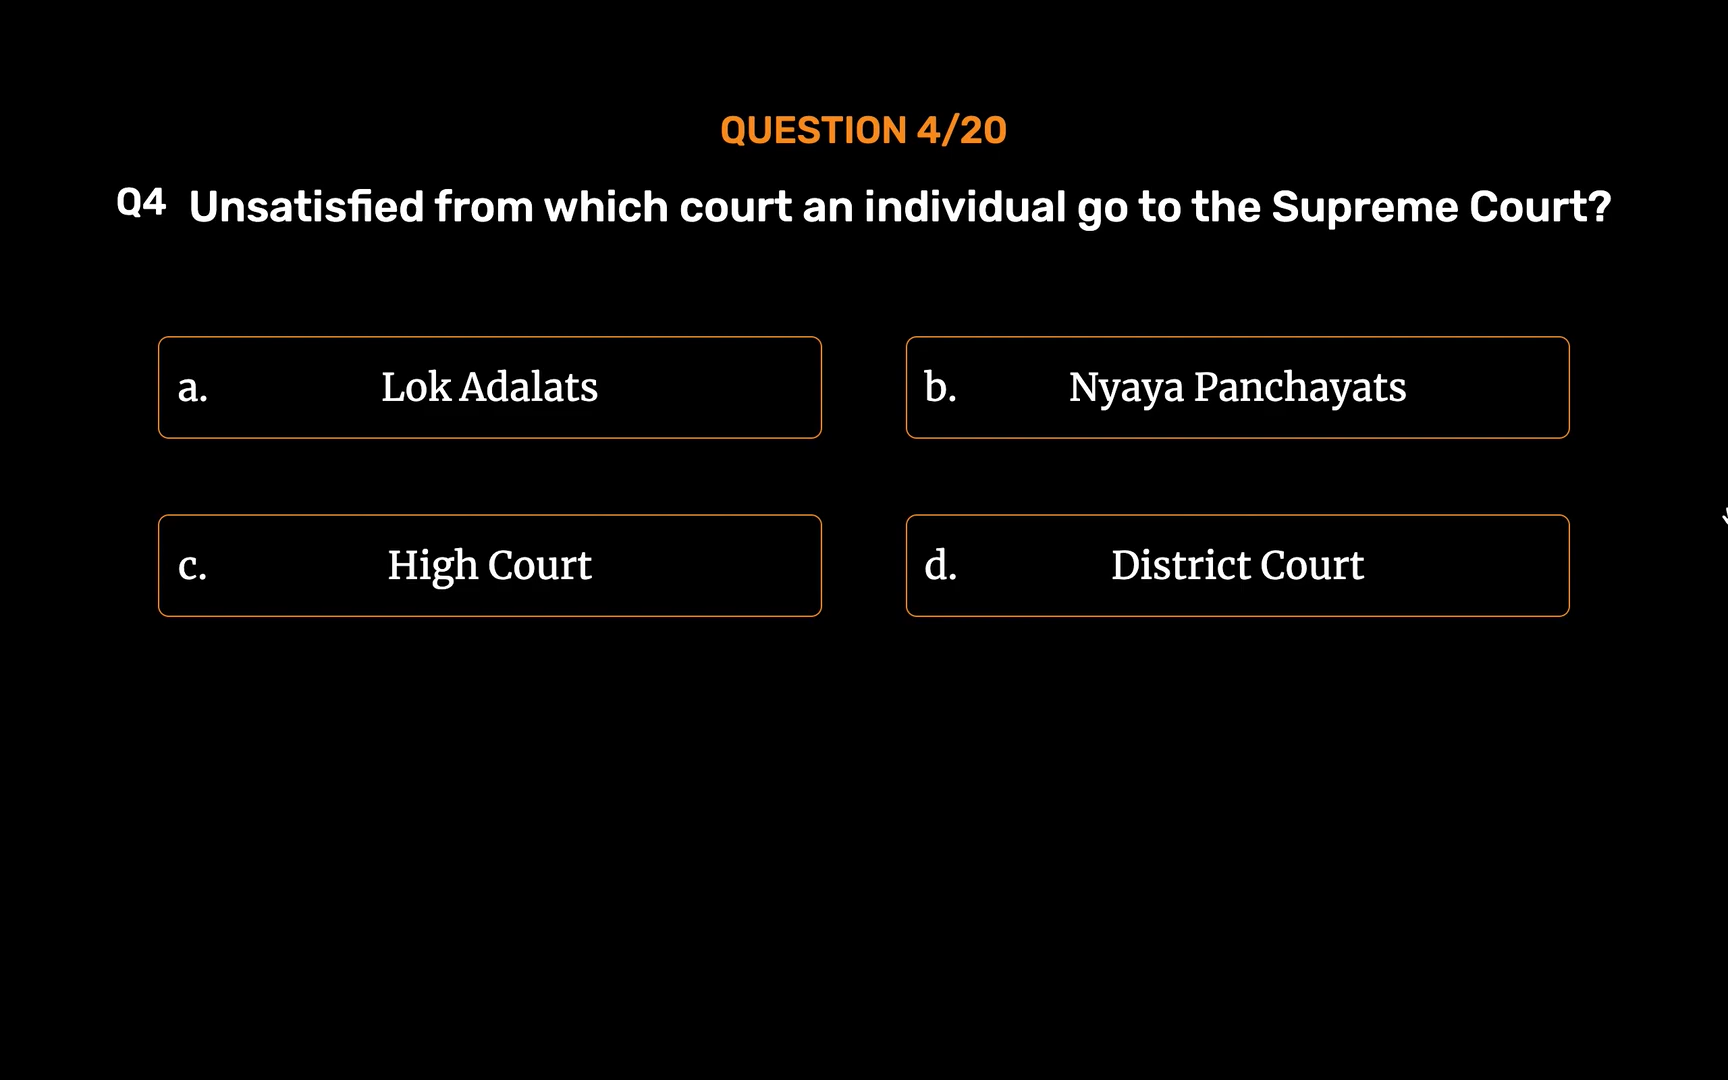 QUESTION 4/20
Q4 Unsatisfied from which court an individual go to the Supreme Court?
a. Lok Adalats
b. Nyaya Panchayats
c. High Court
d. District Court